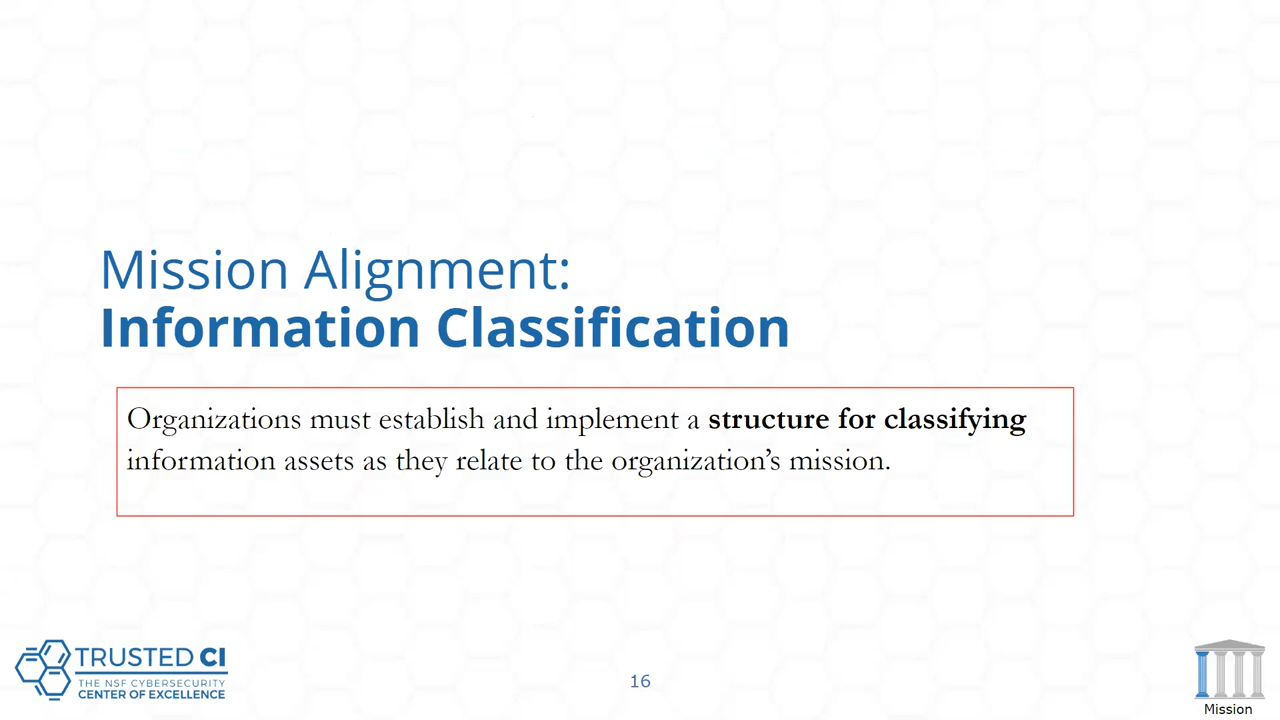 Mission Alignment:
Information Classification
Organizations must establish and implement a structure for classifying
information assets as they relate to the organization’s mission.
TRUSTED CI
THE NSF CYBERSECURITY
CENTER OF EXCELLENCE
16
Mission